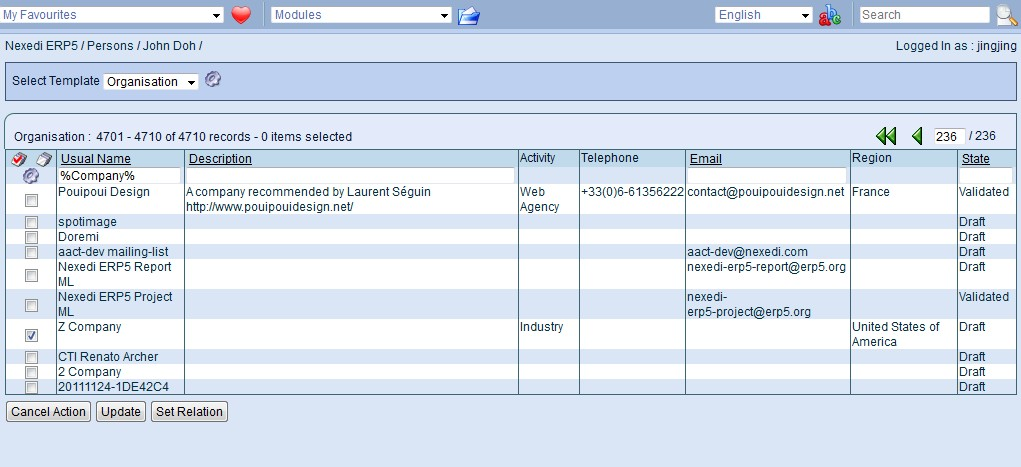 My Favourites Modules English Search
Nexedi ERP5 / Persons / John Doh / Logged In as : jingjing
Select Template Organisation
Organisation : 4701 - 4710 of 4710 records - 0 items selected 236 / 236
Usual Name Description Activity Telephone Email Region State
%Company%
Pouipoui Design A company recommended by Laurent Séguin Web +33(0)6-61356222 contact@pouipouidesign.net France Validated
http://www.pouipouidesign.net/ Agency
spotimage Draft
Doremi Draft
aact-dev mailing-list aact-dev@nexedi.com Draft
Nexedi ERP5 Report nexedi-erp5-report@erp5.org Draft
ML
Nexedi ERP5 Project nexedi- Validated
ML erp5-project@erp5.org
Z Company Industry United States of Draft
America
CTI Renato Archer Draft
2 Company Draft
20111124-1DE42C4 Draft
Cancel Action Update Set Relation